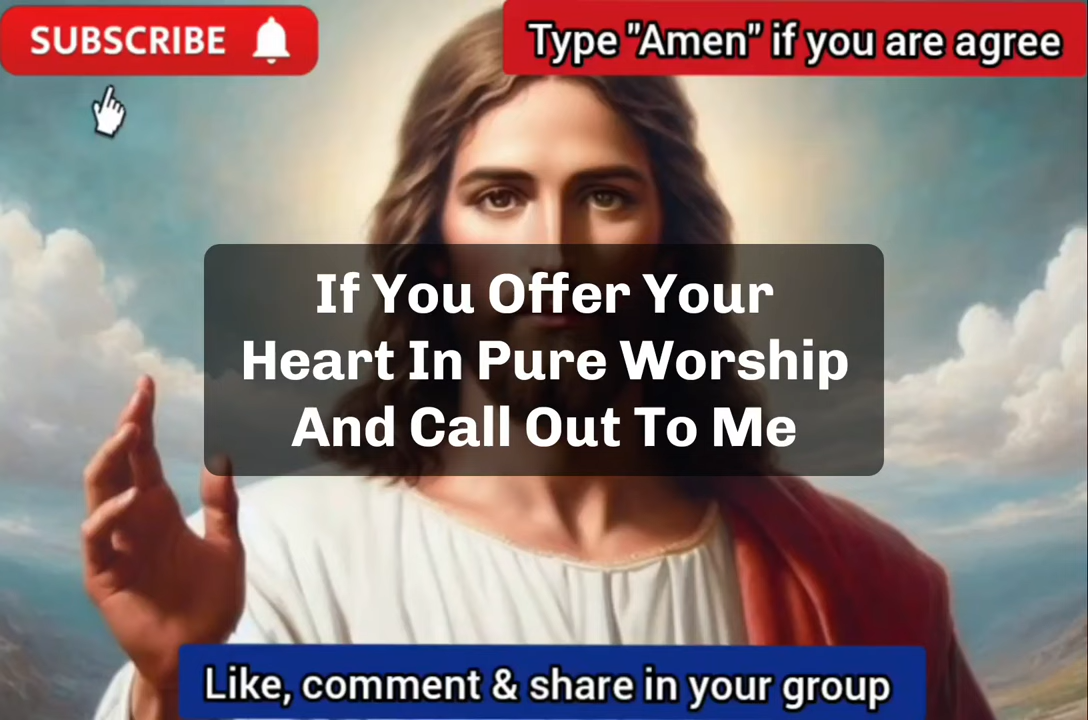 SUBSCRIBE
Type "Amen" if you are agree
If You Offer Your
Heart In Pure Worship
And Call Out To Me
Like, comment & share in your group